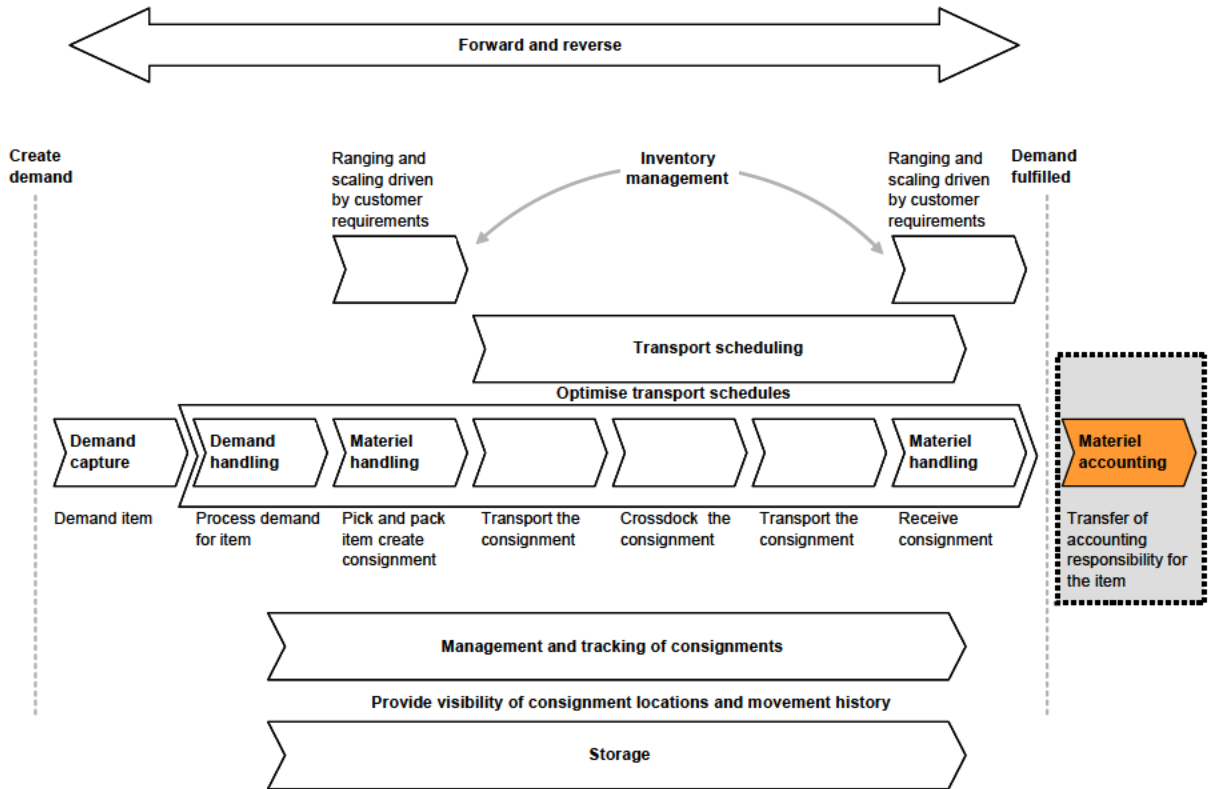 Forward and reverse
Create
demand
Ranging and
scaling driven
by customer
requirements
Inventory
management
Ranging and
scaling driven
by customer
requirements
Demand
fulfilled
Transport scheduling
Optimise transport schedules
Demand
capture
Demand
handling
Materiel
handling
Materiel
handling
Materiel
accounting
Demand item
Process demand
for item
Pick and pack
item create
consignment
Transport the
consignment
Crossdock the
consignment
Transport the
consignment
Receive
consignment
Transfer of
accounting
responsibility for
the item
Management and tracking of consignments
Provide visibility of consignment locations and movement history
Storage